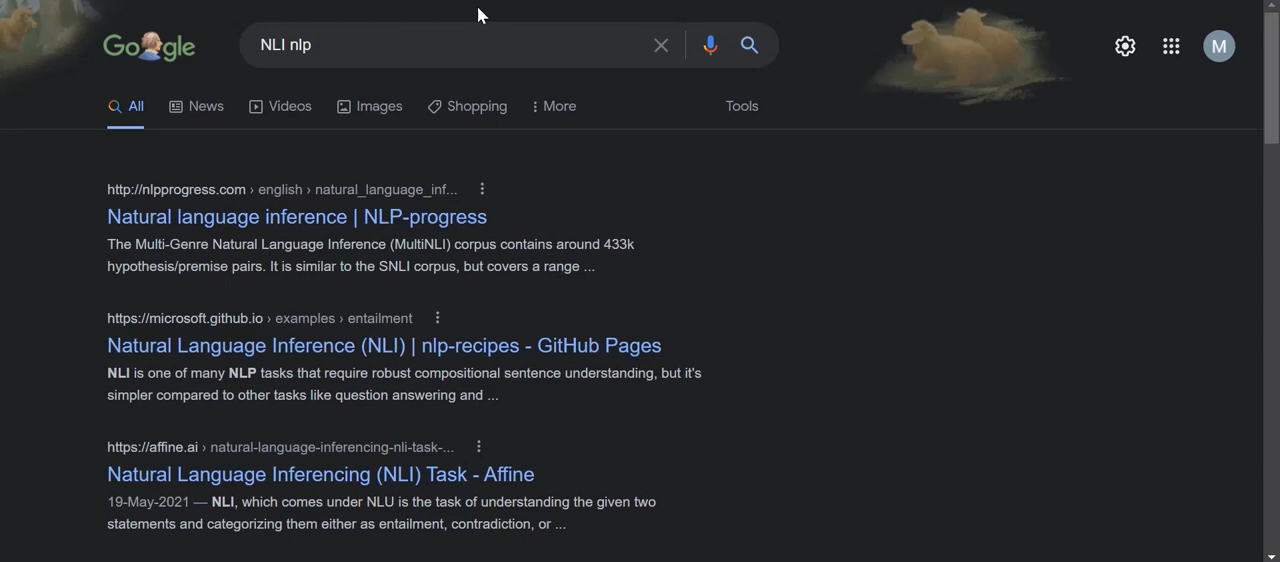 Google
NLI nlp
M
All News Videos Images Shopping More Tools
http://nlpprogress.com › english › natural_language_inf...
Natural language inference | NLP-progress
The Multi-Genre Natural Language Inference (MultiNLI) corpus contains around 433k
hypothesis/premise pairs. It is similar to the SNLI corpus, but covers a range ...
https://microsoft.github.io › examples › entailment
Natural Language Inference (NLI) | nlp-recipes - GitHub Pages
NLI is one of many NLP tasks that require robust compositional sentence understanding, but it's
simpler compared to other tasks like question answering and ...
https://affine.ai › natural-language-inferencing-nli-task-...
Natural Language Inferencing (NLI) Task - Affine
19-May-2021 — NLI, which comes under NLU is the task of understanding the given two
statements and categorizing them either as entailment, contradiction, or ...